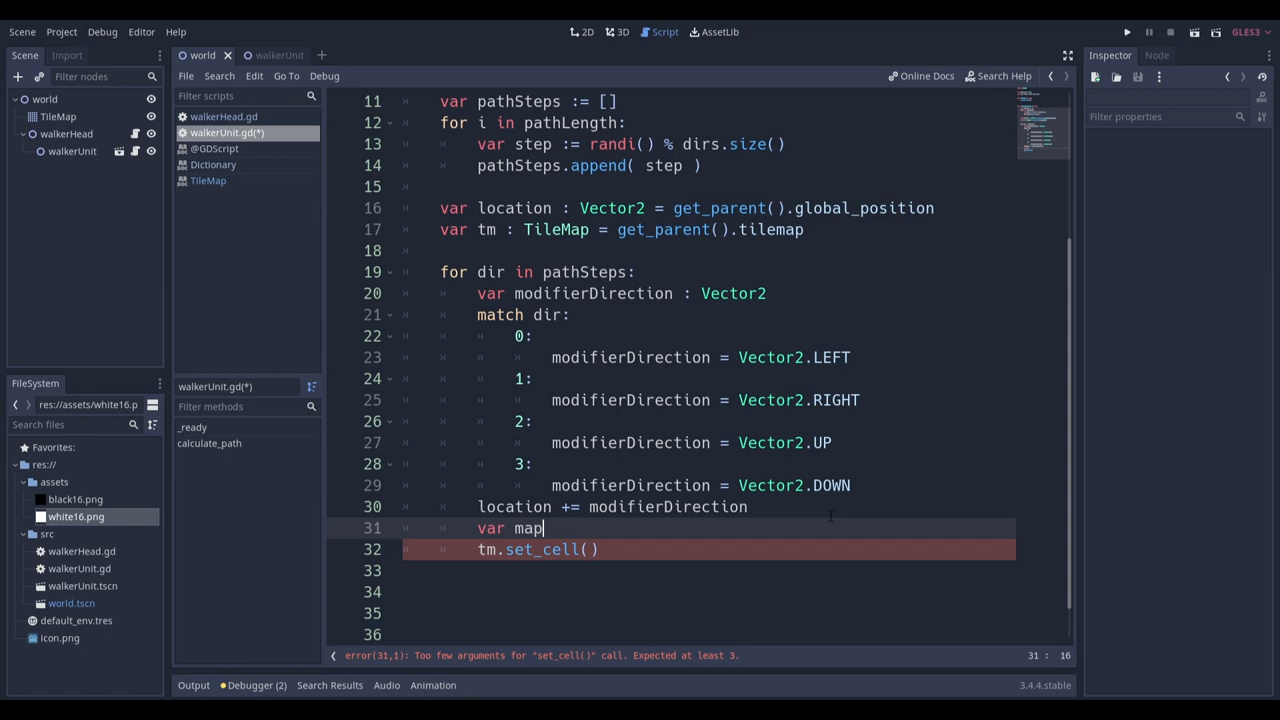 Scene Project Debug Editor Help
2D 3D Script AssetLib
GLES3
Scene Import
Filter nodes
world
TileMap
walkerHead
walkerUnit
FileSystem
res://assets/white16.p
Search files
Favorites:
res://
assets
black16.png
white16.png
src
walkerHead.gd
walkerUnit.gd
walkerUnit.tscn
world.tscn
default_env.tres
icon.png
world walkerUnit
File Search Edit Go To Debug
Online Docs Search Help
Filter scripts
walkerHead.gd
walkerUnit.gd(*)
@GDScript
Dictionary
TileMap
walkerUnit.gd(*)
Filter methods
_ready
calculate_path
11 var pathSteps := []
12 for i in pathLength:
13 var step := randi() % dirs.size()
14 pathSteps.append( step )
15
16 var location : Vector2 = get_parent().global_position
17 var tm : TileMap = get_parent().tilemap
18
19 for dir in pathSteps:
20 var modifierDirection : Vector2
21 match dir:
22 0:
23 modifierDirection = Vector2.LEFT
24 1:
25 modifierDirection = Vector2.RIGHT
26 2:
27 modifierDirection = Vector2.UP
28 3:
29 modifierDirection = Vector2.DOWN
30 location += modifierDirection
31 var map
32 tm.set_cell()
33
34
35
36
error(31,1): Too few arguments for "set_cell()" call. Expected at least 3.
31 : 16
Output Debugger (2) Search Results Audio Animation
3.4.4.stable
Inspector Node
Filter properties